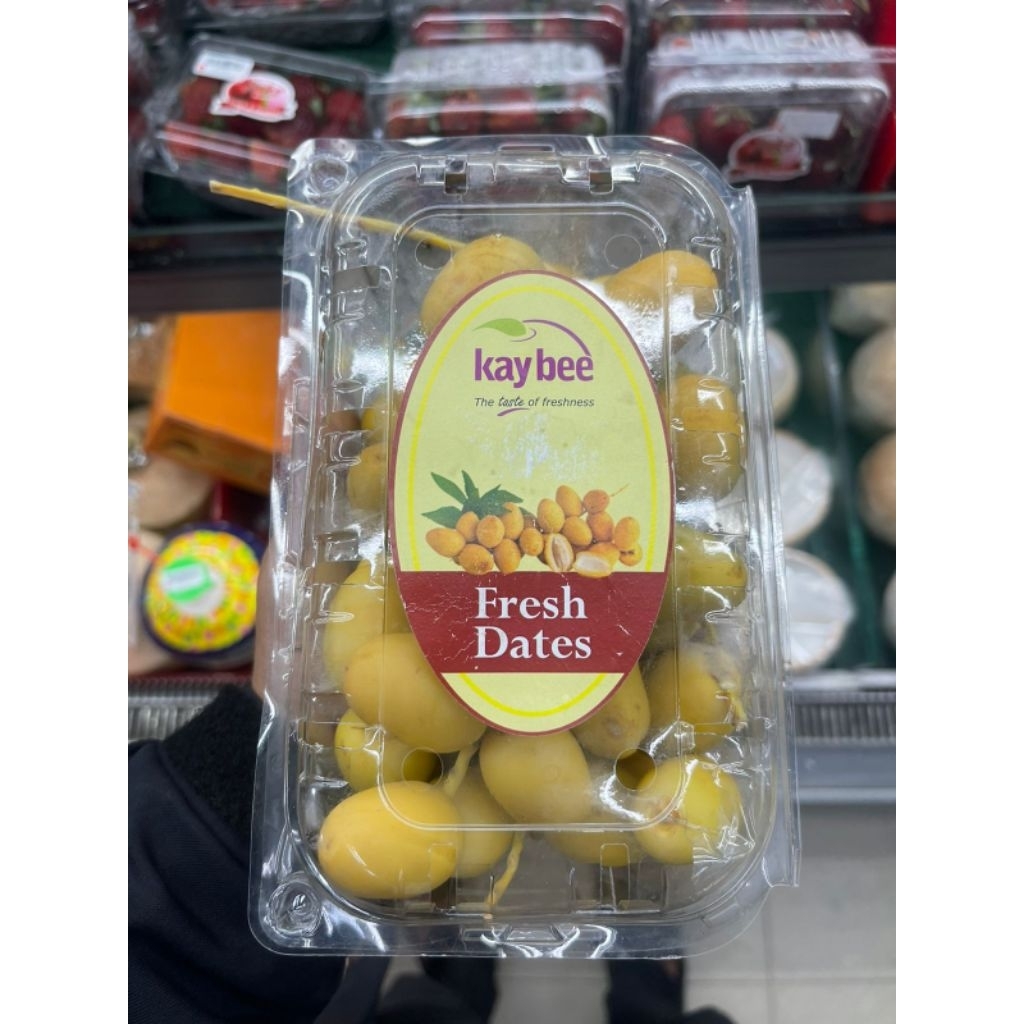 kay bee
The taste of freshness
Fresh
Dates